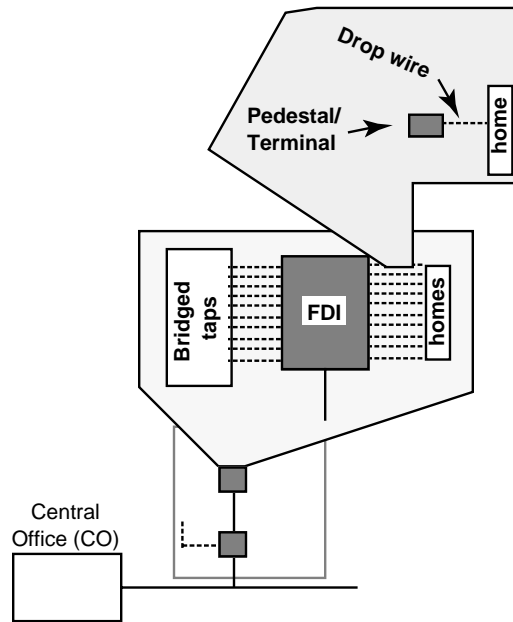 Drop wire
Pedestal/
Terminal
home
Bridged
taps
FDI
homes
Central
Office (CO)